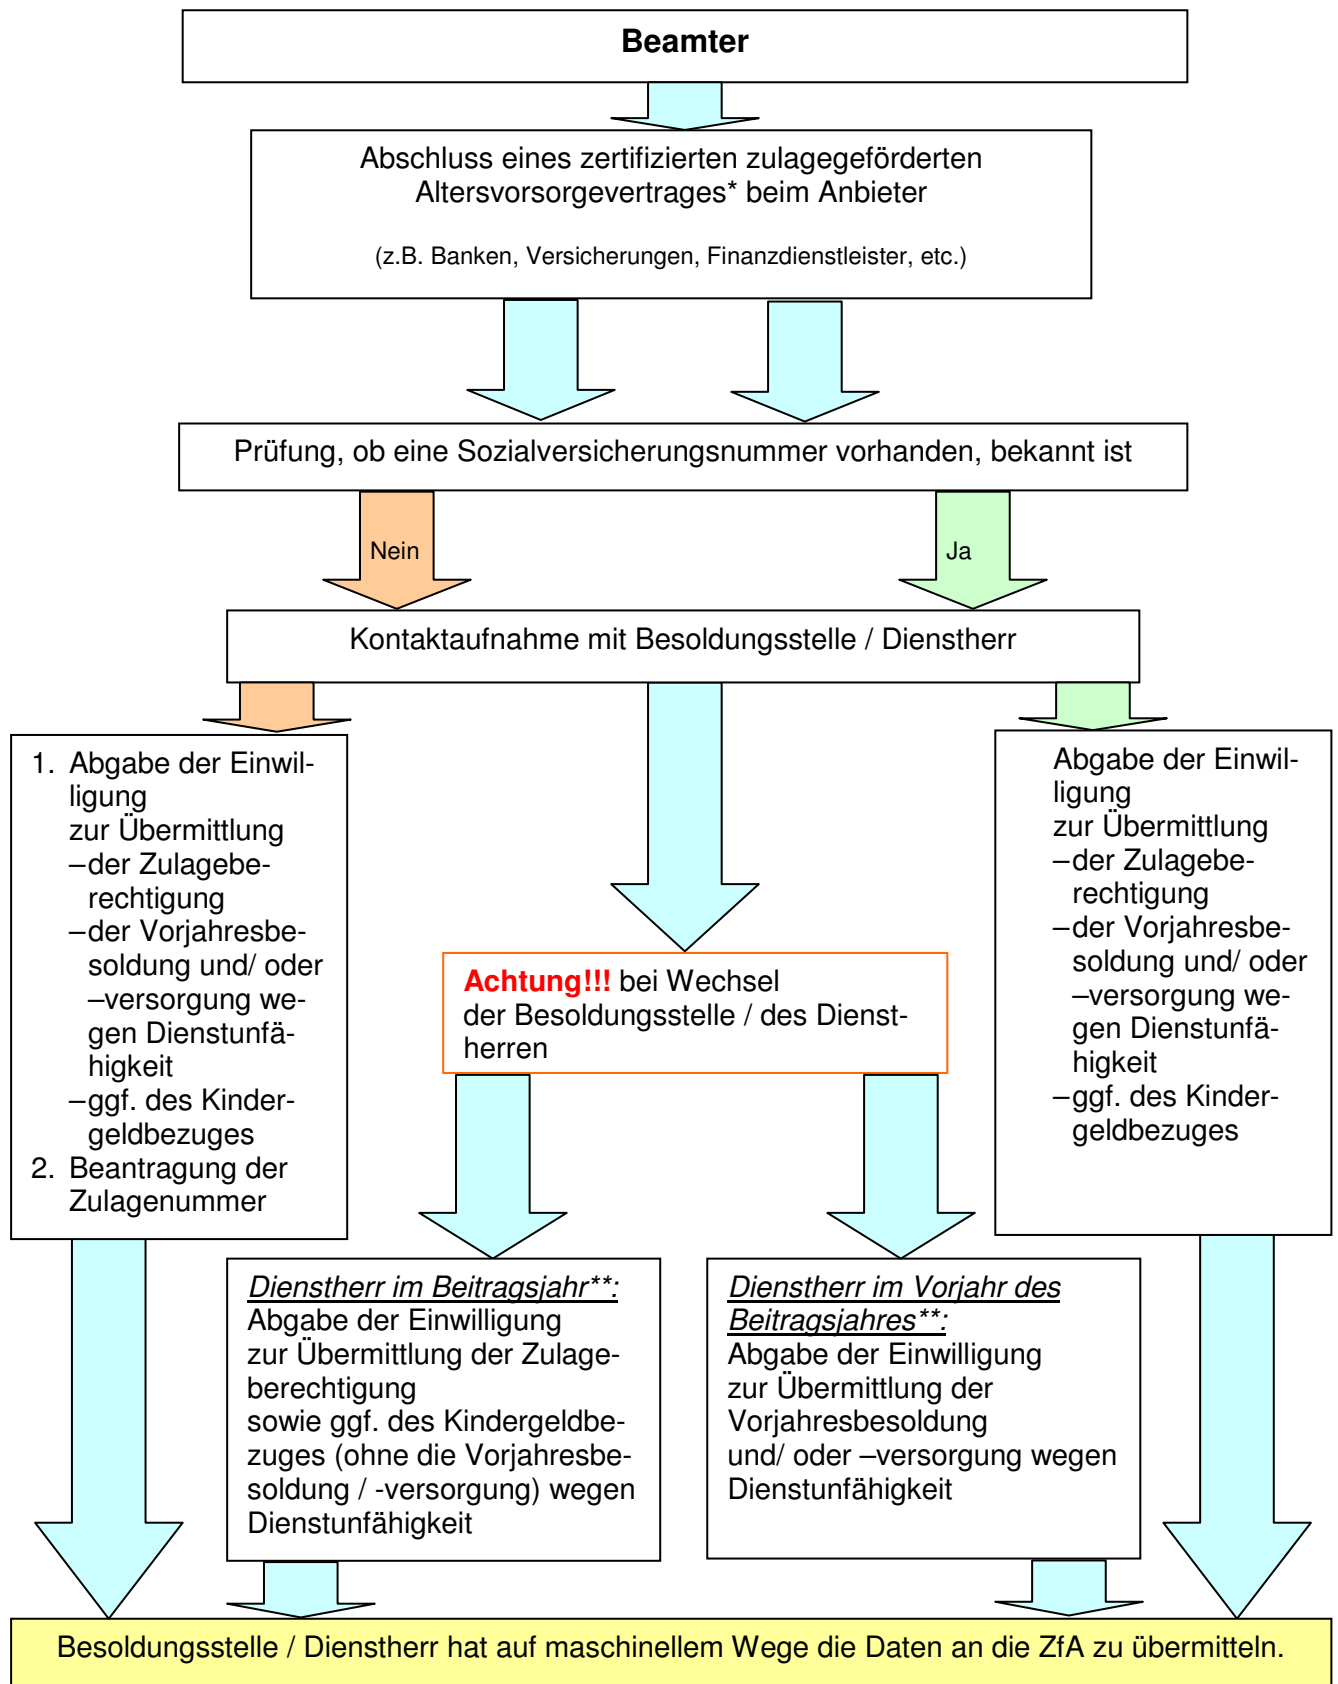 Beamter
Abschluss eines zertifizierten zulagegeförderten
Altersvorsorgevertrages* beim Anbieter
(z.B. Banken, Versicherungen, Finanzdienstleister, etc.)
Prüfung, ob eine Sozialversicherungsnummer vorhanden, bekannt ist
Nein
Ja
Kontaktaufnahme mit Besoldungsstelle / Dienstherr
1. Abgabe der Einwil-
ligung
zur Übermittlung
–der Zulagebe-
rechtigung
–der Vorjahresbe-
soldung und/ oder
–versorgung we-
gen Dienstunfä-
higkeit
–ggf. des Kinder-
geldbezuges
2. Beantragung der
Zulagenummer
Achtung!!! bei Wechsel
der Besoldungsstelle / des Dienst-
herren
Abgabe der Einwil-
ligung
zur Übermittlung
–der Zulagebe-
rechtigung
–der Vorjahresbe-
soldung und/ oder
–versorgung we-
gen Dienstunfä-
higkeit
–ggf. des Kinder-
geldbezuges
Dienstherr im Beitragsjahr**:
Abgabe der Einwilligung
zur Übermittlung der Zulage-
berechtigung
sowie ggf. des Kindergeldbe-
zuges (ohne die Vorjahresbe-
soldung / -versorgung) wegen
Dienstunfähigkeit
Dienstherr im Vorjahr des
Beitragsjahres**:
Abgabe der Einwilligung
zur Übermittlung der
Vorjahresbesoldung
und/ oder –versorgung wegen
Dienstunfähigkeit
Besoldungsstelle / Dienstherr hat auf maschinellem Wege die Daten an die ZfA zu übermitteln.